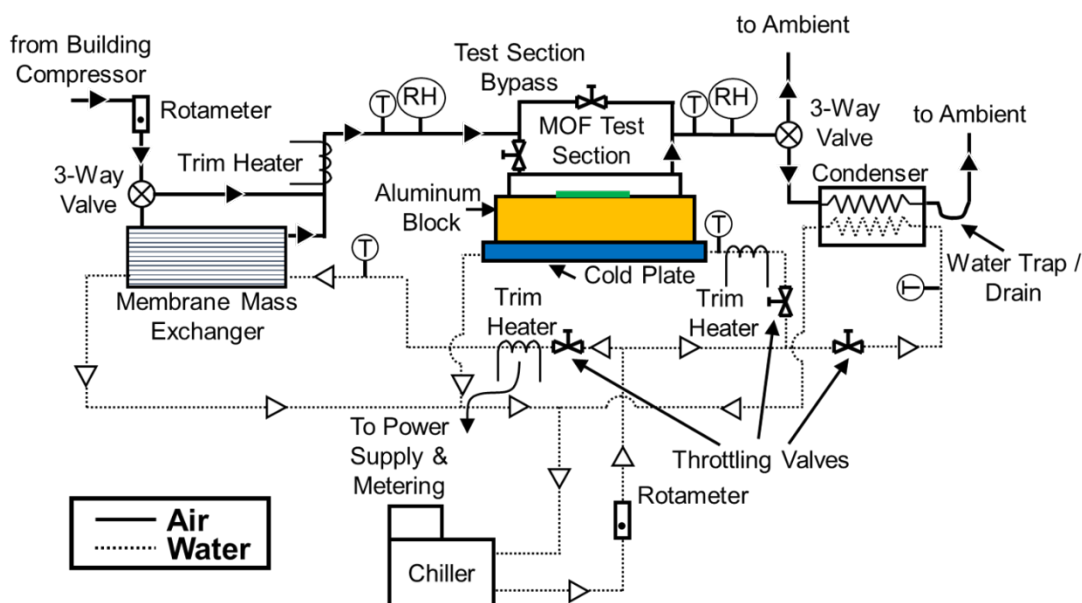 from Building
Compressor
Rotameter
3-Way
Valve
Trim Heater
T
RH
Test Section
Bypass
MOF Test
Section
Aluminum
Block
T
RH
to Ambient
3-Way
Valve
to Ambient
Condenser
Water Trap /
Drain
Membrane Mass
Exchanger
T
Cold Plate
T
Trim
Heater
Trim
Heater
T
To Power
Supply &
Metering
Throttling Valves
Rotameter
Chiller
Air
Water